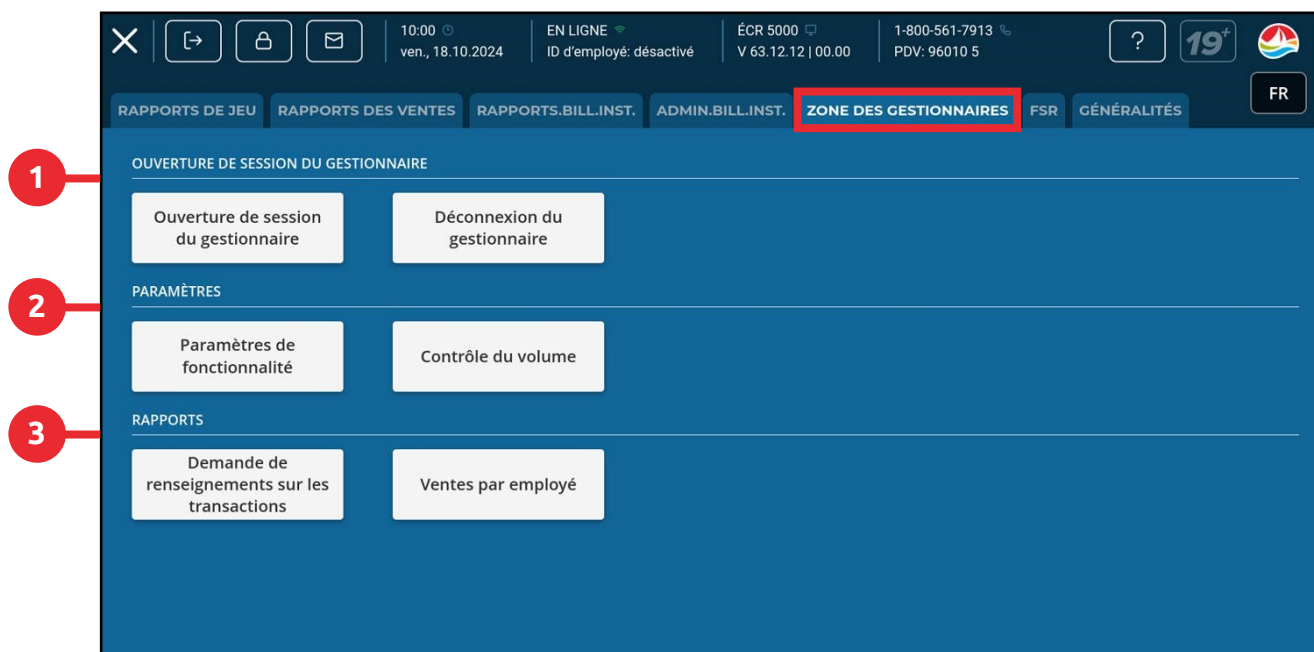 10:00
ven., 18.10.2024
EN LIGNE
ID d'employé: désactivé
ÉCR 5000
V 63.12.12 | 00.00
1-800-561-7913
PDV: 96010 5
?
19+
FR
RAPPORTS DE JEU RAPPORTS DES VENTES RAPPORTS.BILL.INST. ADMIN.BILL.INST. ZONE DES GESTIONNAIRES FSR GÉNÉRALITÉS
1
OUVERTURE DE SESSION DU GESTIONNAIRE
Ouverture de session
du gestionnaire
Déconnexion du
gestionnaire
2
PARAMÈTRES
Paramètres de
fonctionnalité
Contrôle du volume
3
RAPPORTS
Demande de
renseignements sur les
transactions
Ventes par employé